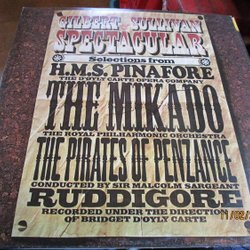 GILBERT & SULLIVAN
SPECTACULAR
Selections from
H.M.S. PINAFORE
THE D'OYLY CARTE OPERA COMPANY
THE MIKADO
THE ROYAL PHILHARMONIC ORCHESTRA
THE PIRATES OF PENZANCE
CONDUCTED BY SIR MALCOLM SARGEANT
RUDDIGORE
RECORDED UNDER THE DIRECTION
OF BRIDGET D'OYLY CARTE